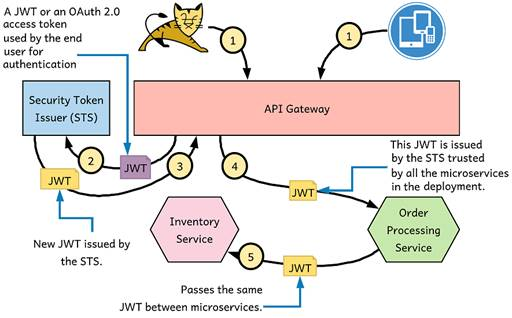 A JWT or an OAuth 2.0
access token
used by the end
user for
authentication
1
1
Security Token
Issuer (STS)
API Gateway
2
JWT
3
4
JWT
This JWT is issued
by the STS trusted
by all the microservices
in the deployment.
JWT
New JWT issued by
the STS.
Inventory
Service
Order
Processing
Service
5
JWT
Passes the same
JWT between microservices.